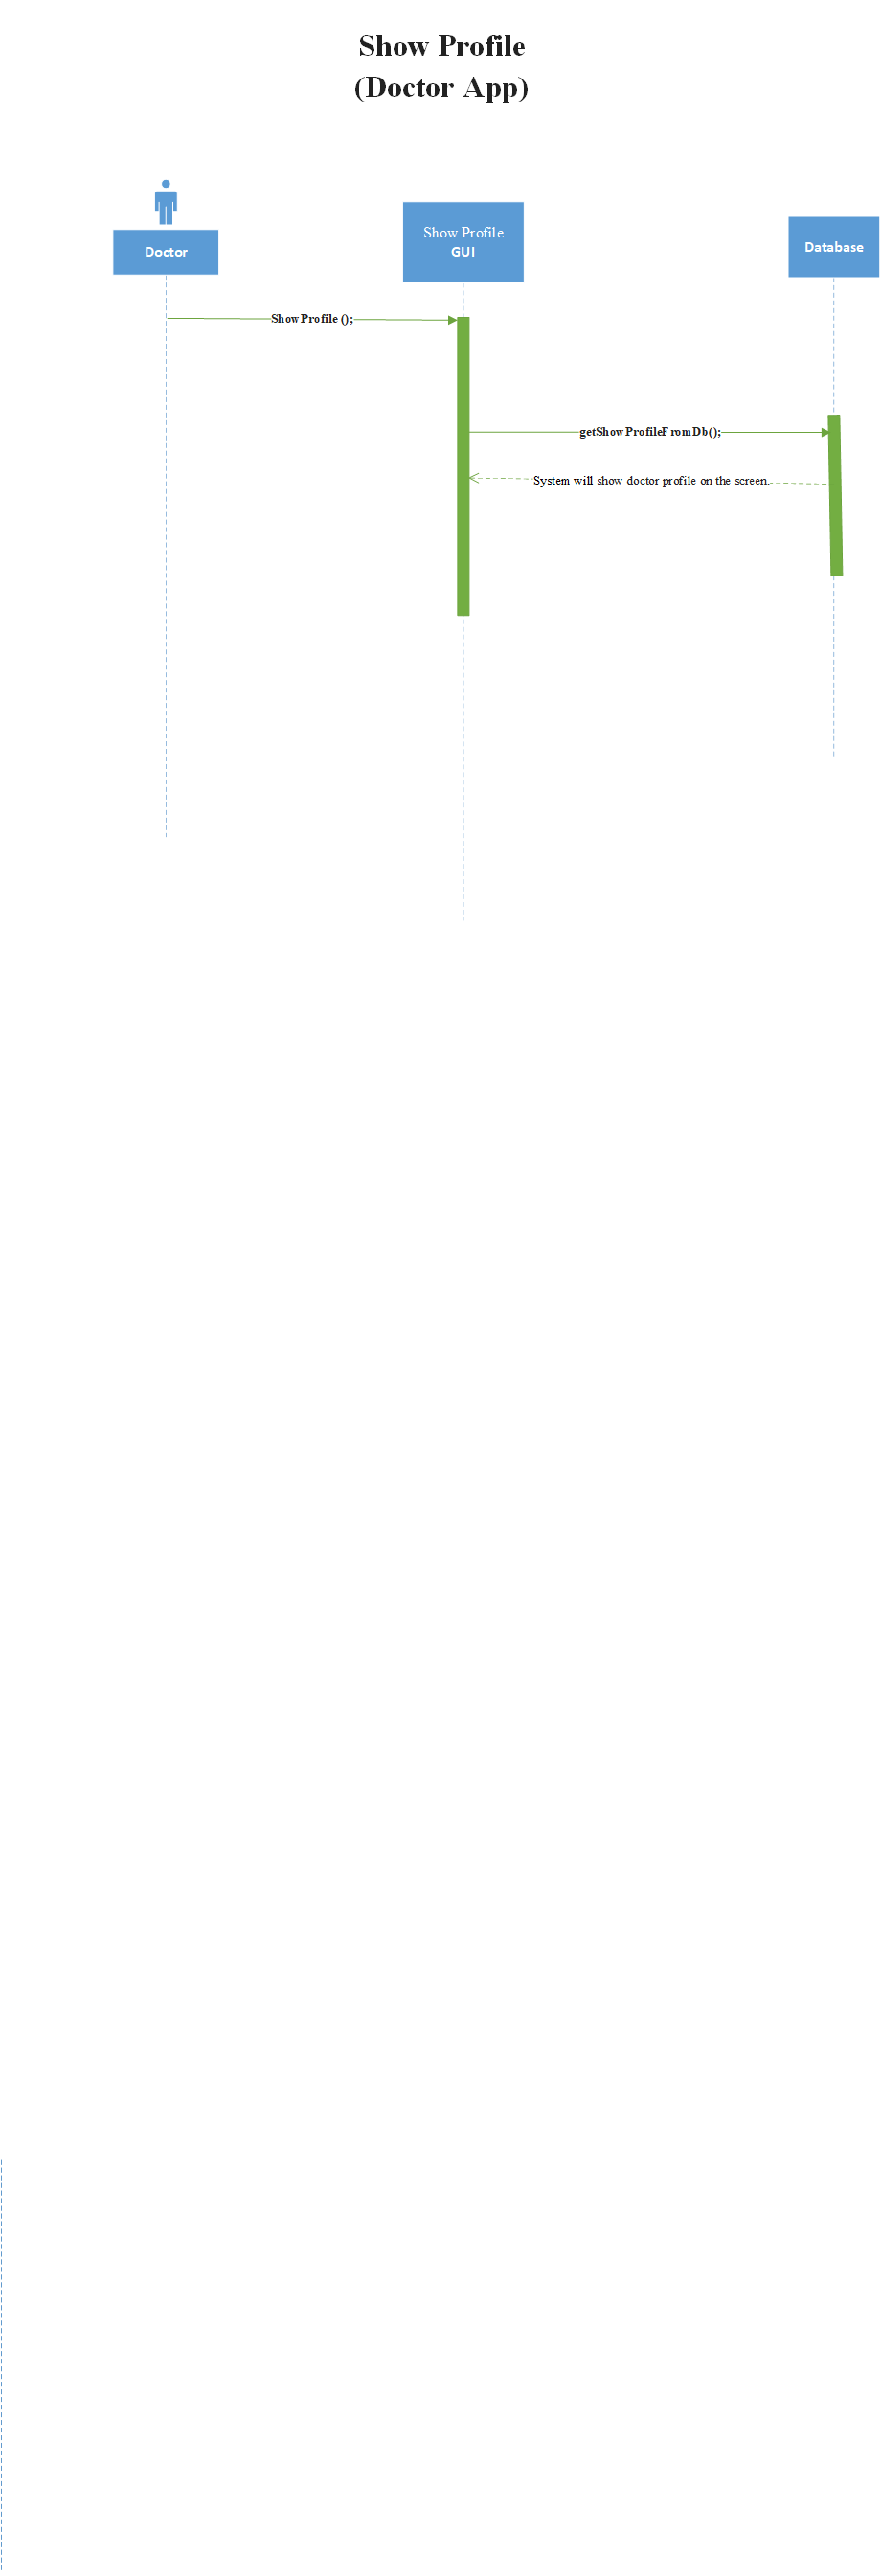 Show Profile
(Doctor App)
Doctor
Show Profile
GUI
Database
ShowProfile ();
getShowProfileFromDb();
System will show doctor profile on the screen.